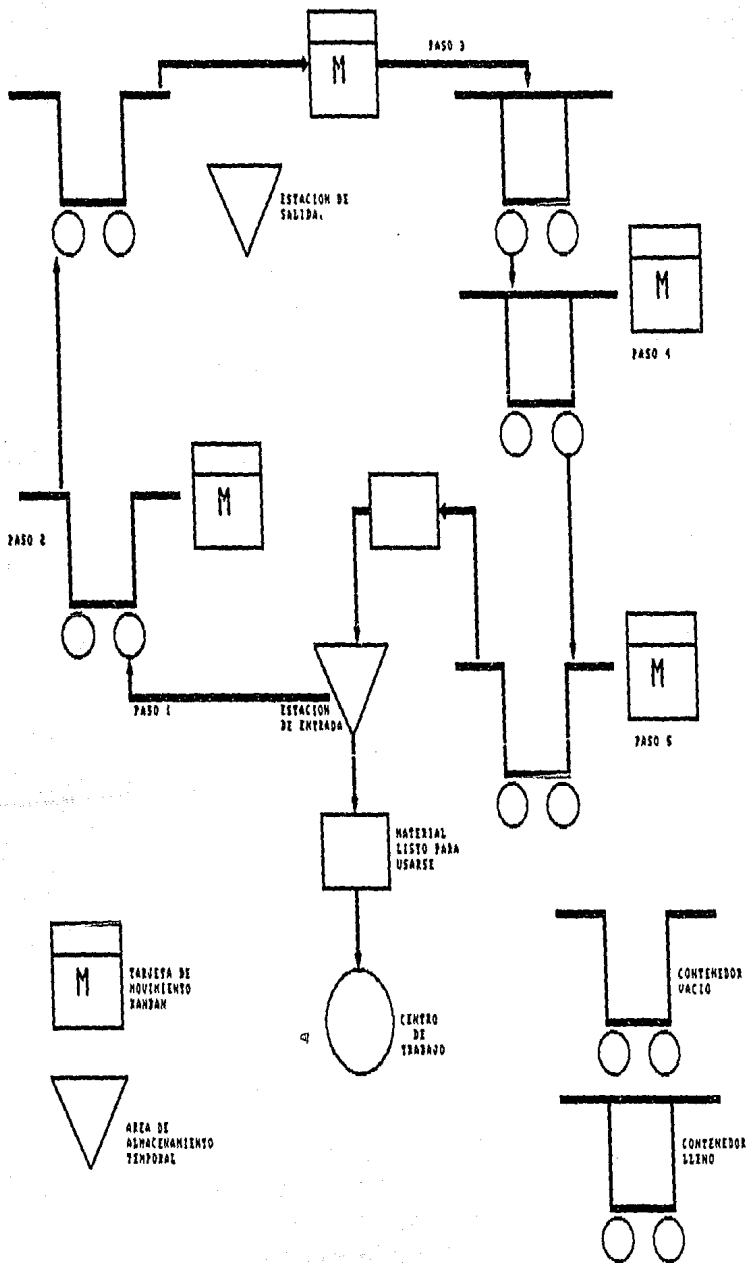 M
PASO 3
ESTACION DE
SALIDA.
M
PASO 4
M
PASO 2
M
PASO 5
PASO 1
ESTACION
DE ENTRADA
MATERIAL
LISTO PARA
USARSE
M
TARJETA DE
MOVIMIENTO
KANBAN
CENTRO
DE
TRABAJO
CONTENEDOR
VACIO
AREA DE
ALMACENAMIENTO
TEMPORAL
CONTENEDOR
LLENO